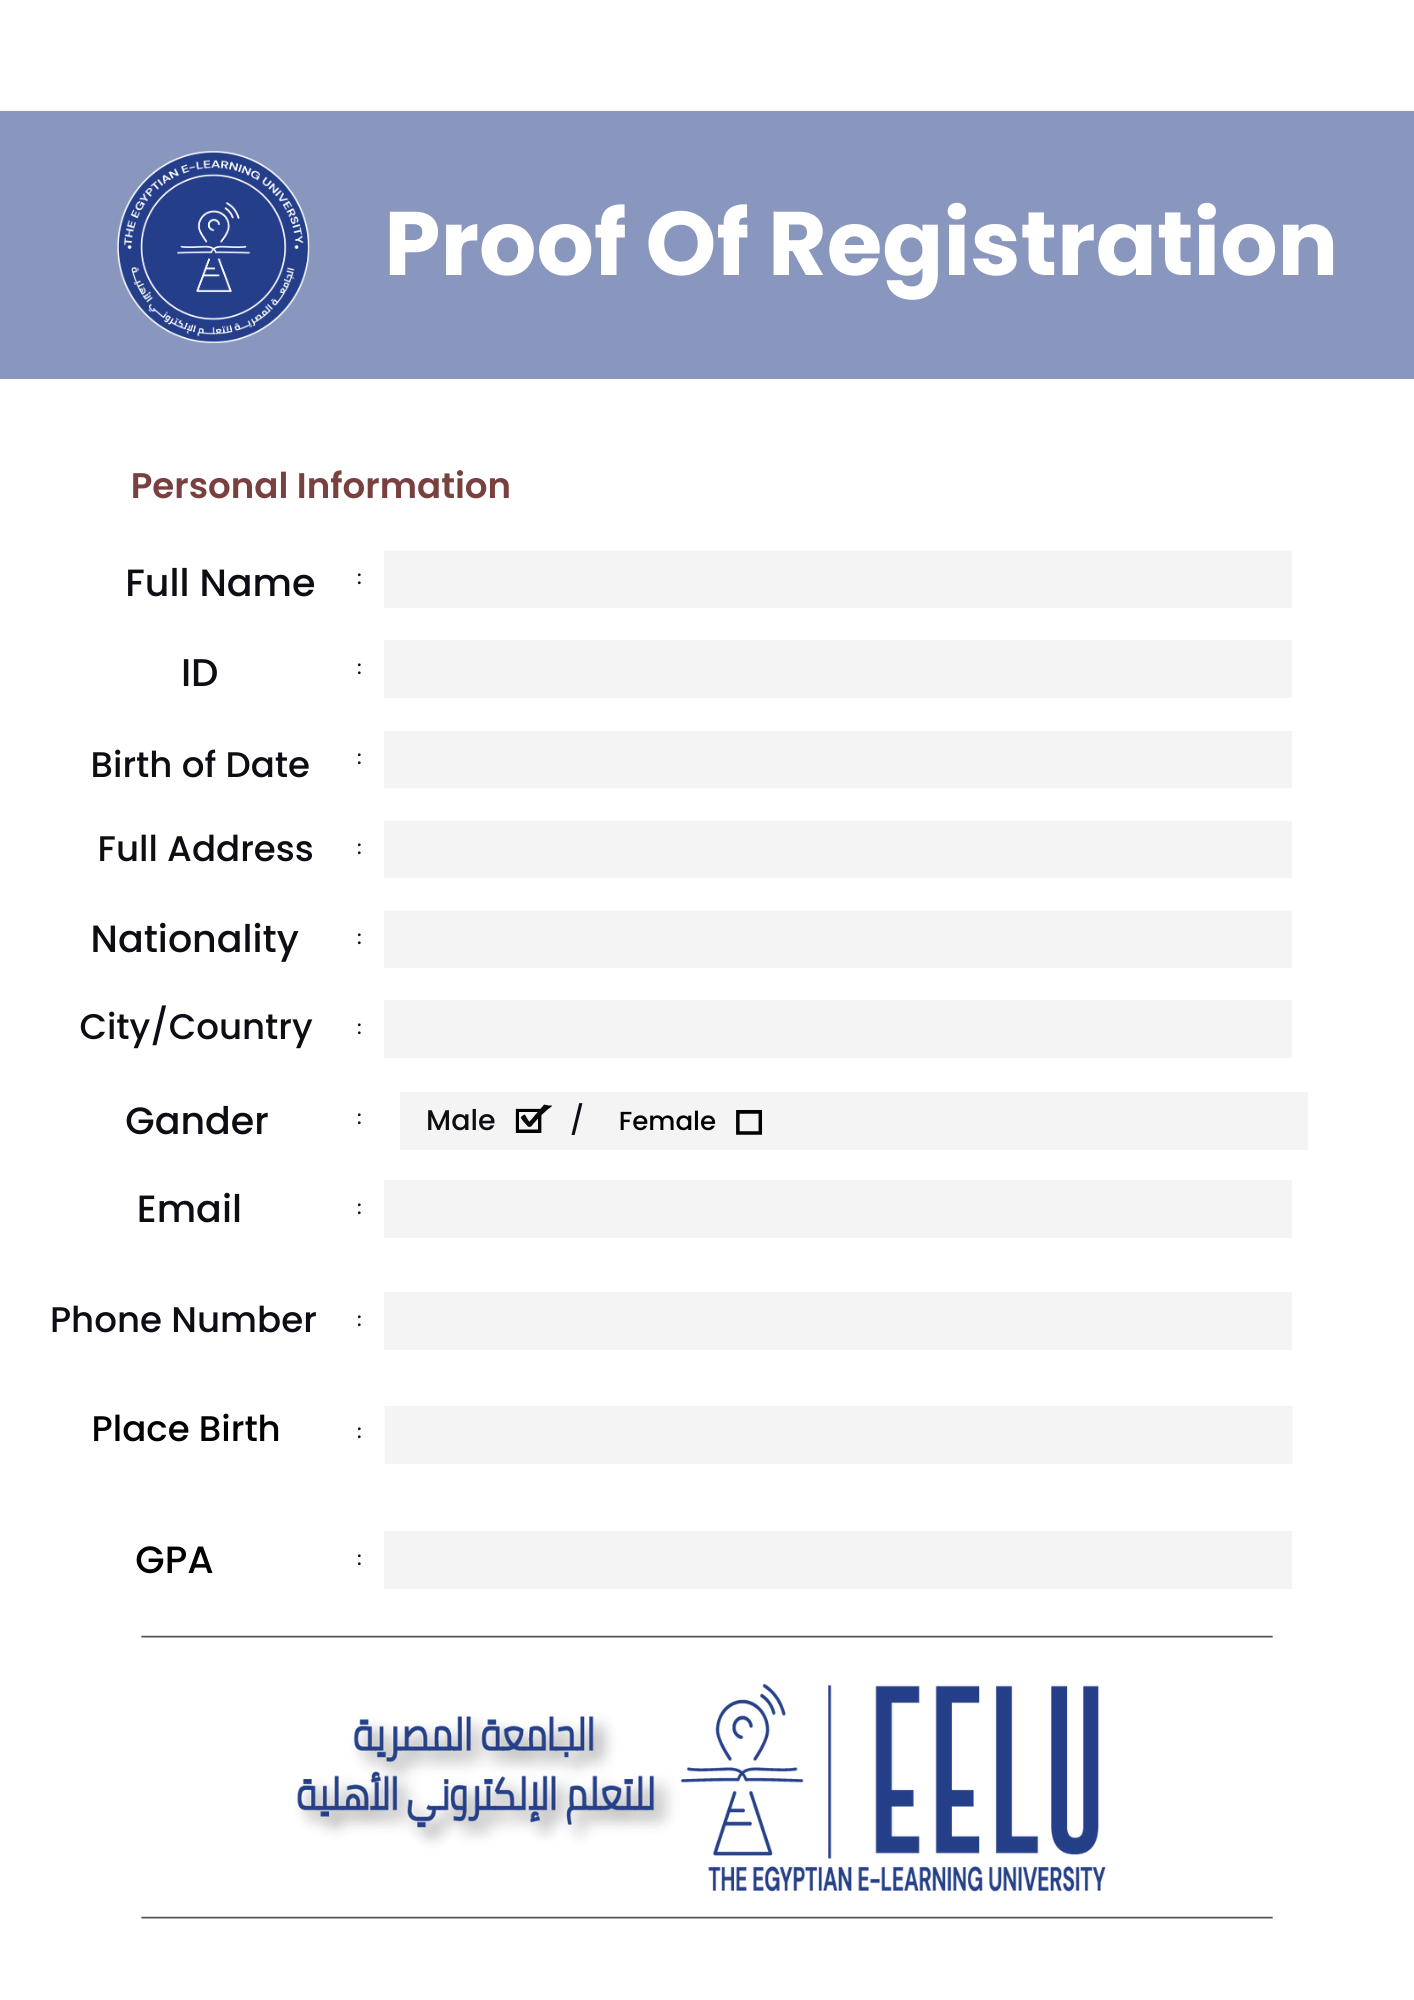 THE EGYPTIAN E-LEARNING UNIVERSITY
الجامعة المصرية للتعلم الإلكتروني الأهلية
Proof Of Registration
Personal Information
Full Name :
ID :
Birth of Date :
Full Address :
Nationality :
City/Country :
Gander : Male / Female
Email :
Phone Number :
Place Birth :
GPA :
الجامعة المصرية
للتعلم الإلكتروني الأهلية
EELU
THE EGYPTIAN E-LEARNING UNIVERSITY